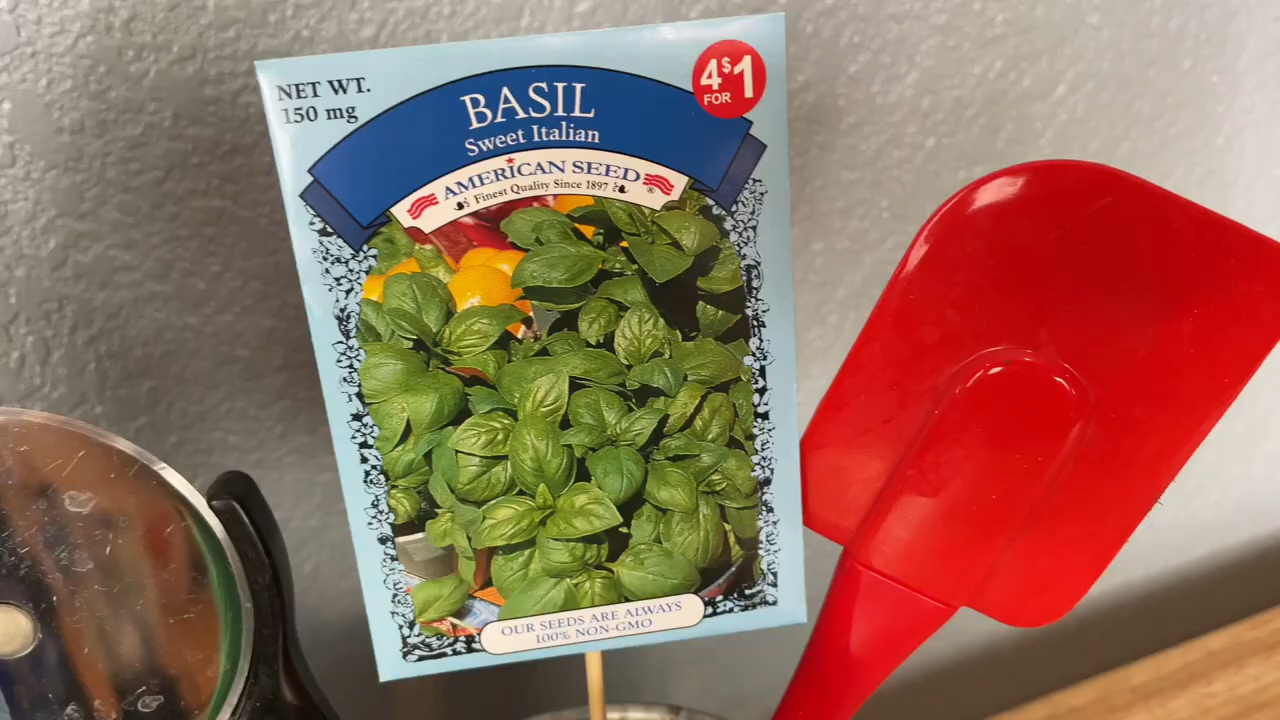 NET WT.
150 mg
BASIL
Sweet Italian
4 FOR $1
AMERICAN SEED®
Finest Quality Since 1897
OUR SEEDS ARE ALWAYS
100% NON-GMO